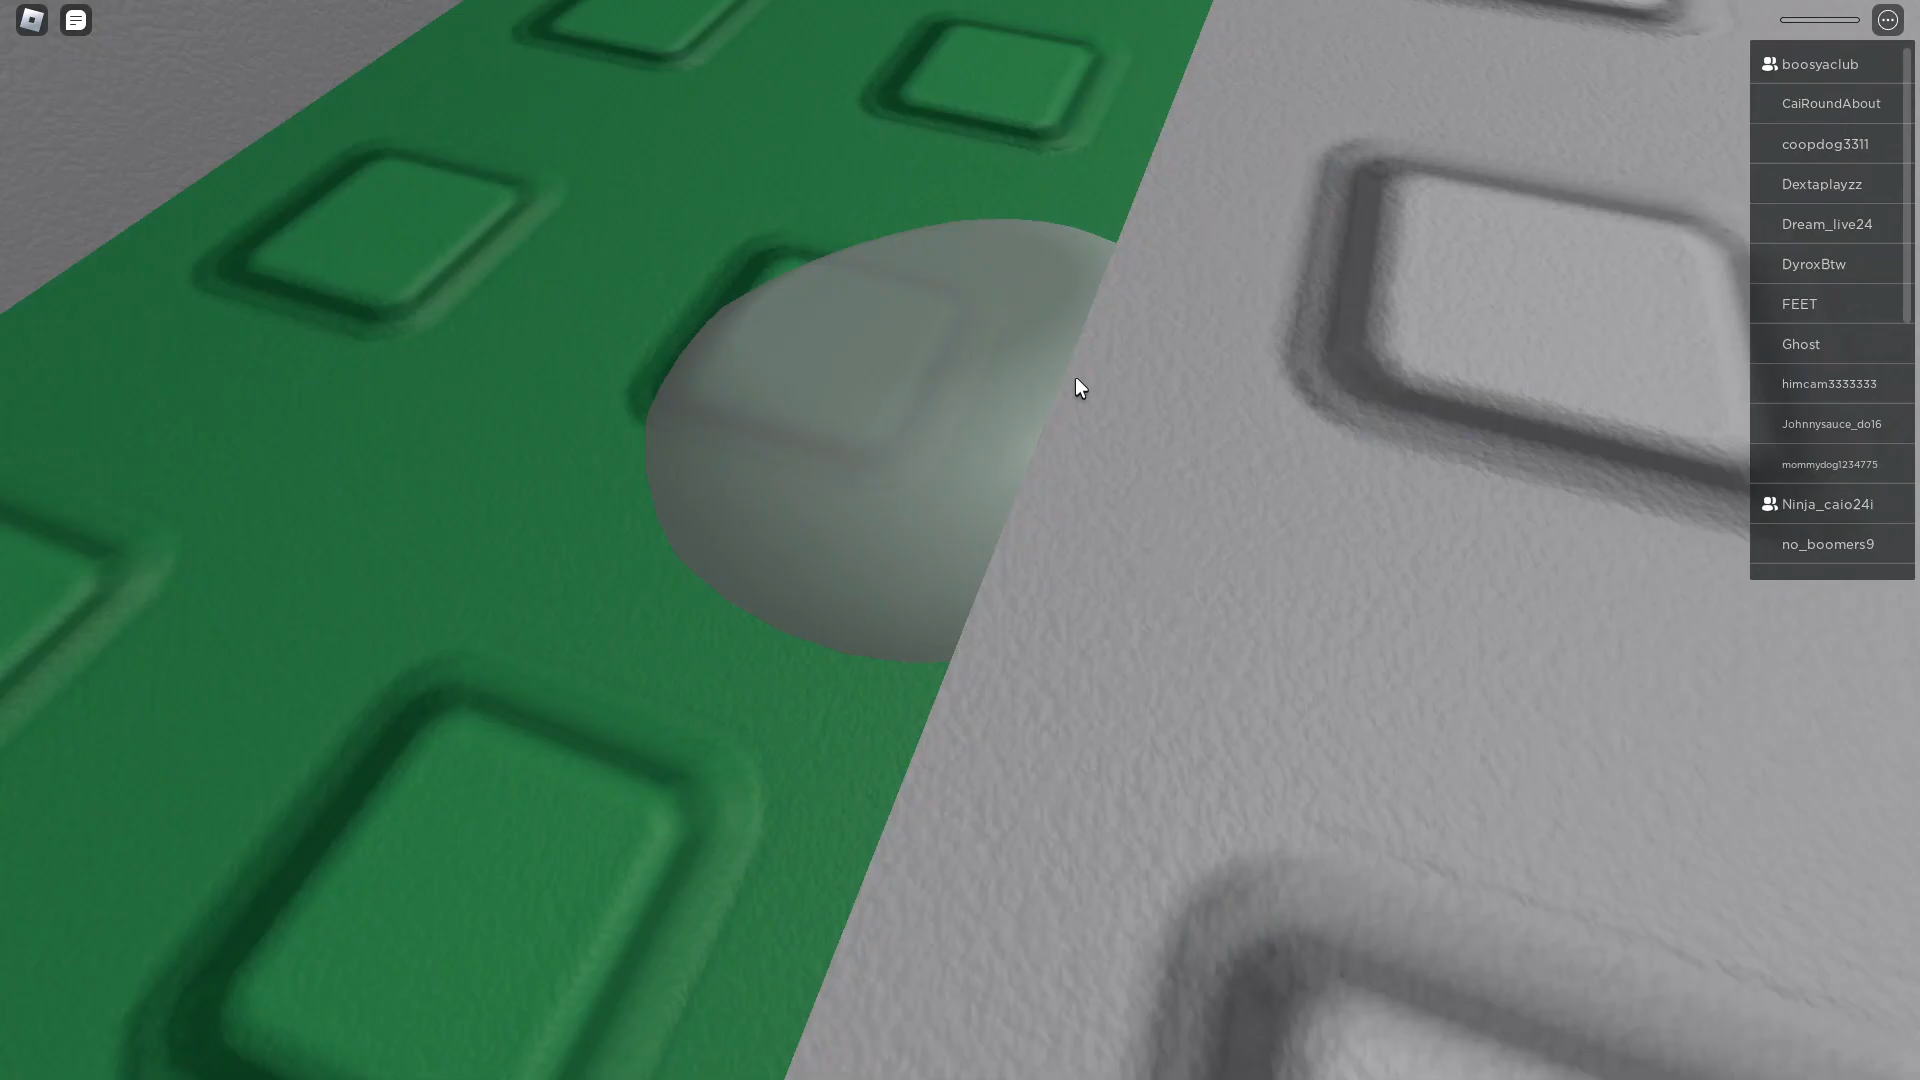 boosyaclub
CaiRoundAbout
coopdog3311
Dextaplayzz
Dream_live24
DyroxBtw
FEET
Ghost
himcam3333333
Johnnysauce_do16
mommydog1234775
Ninja_caio24i
no_boomers9